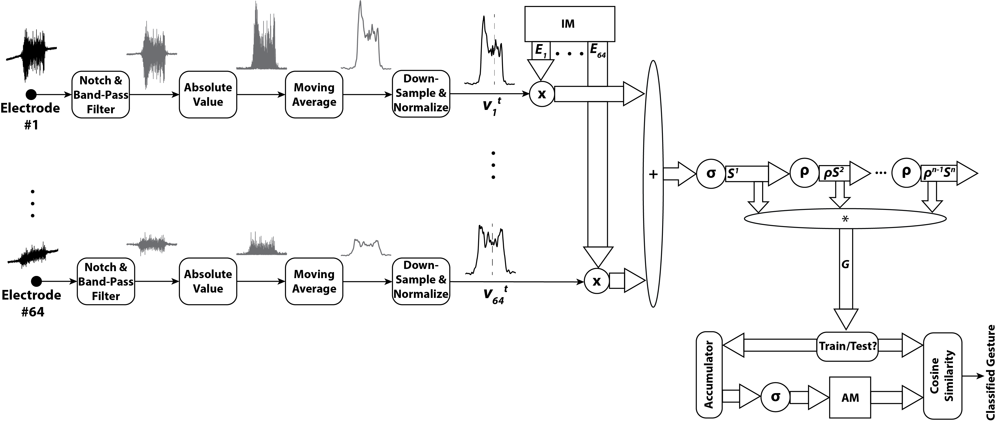 IM
E1 • • • E64
Notch &
Band-Pass
Filter
Absolute
Value
Moving
Average
Down-
Sample &
Normalize
x
v1t
Electrode
#1
+
σ
S1
ρ
ρS2
...
ρ
ρn-1Sn
*
Notch &
Band-Pass
Filter
Absolute
Value
Moving
Average
Down-
Sample &
Normalize
x
v64t
Electrode
#64
G
Train/Test?
Accumulator
σ
AM
Cosine
Similarity
Classified Gesture